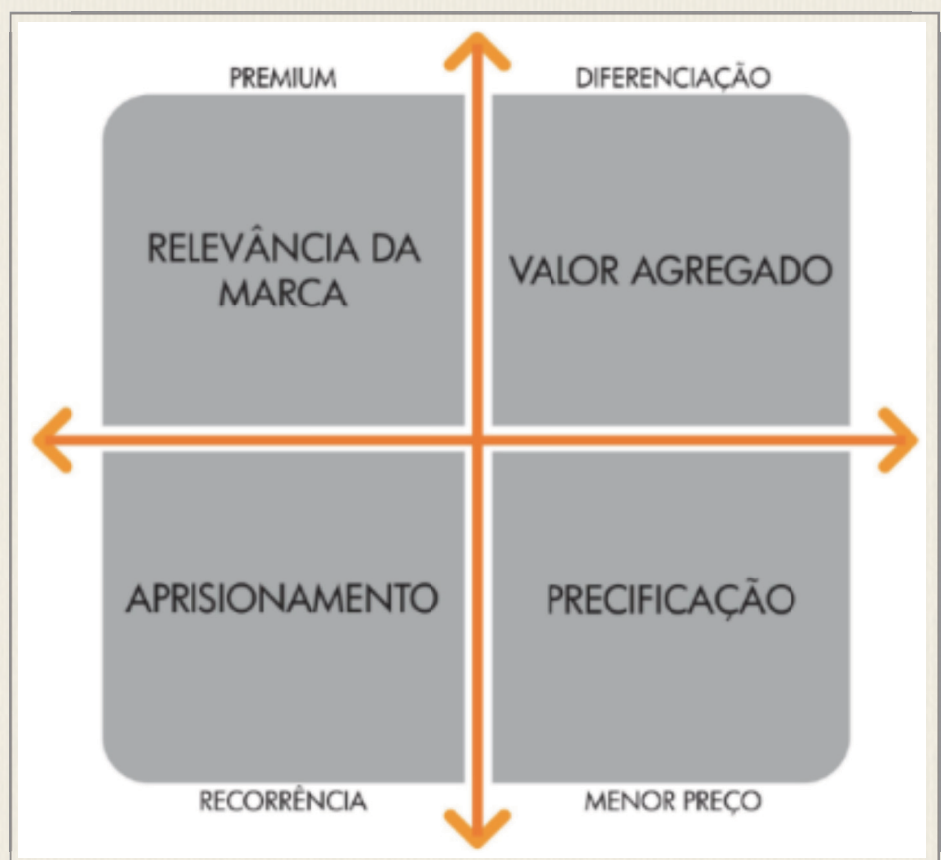 PREMIUM
DIFERENCIAÇÃO
RELEVÂNCIA DA
MARCA
VALOR AGREGADO
APRISIONAMENTO
PRECIFICAÇÃO
RECORRÊNCIA
MENOR PREÇO